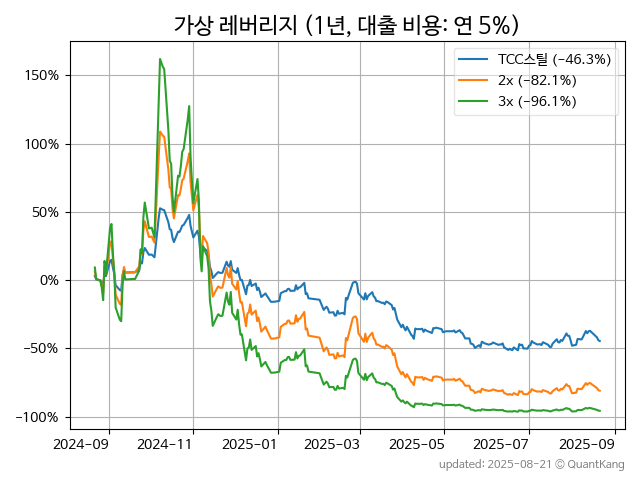 가상 레버리지 (1년, 대출 비용: 연 5%)
TCC스틸 (−46.3%)
2x (−82.1%)
3x (−96.1%)
150%
100%
50%
0%
−50%
−100%
2024-09 2024-11 2025-01 2025-03 2025-05 2025-07 2025-09
updated: 2025-08-21 © QuantKang